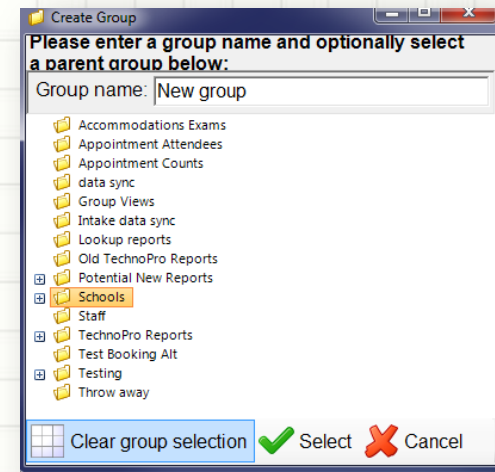 Create Group
Please enter a group name and optionally select
a parent group below:
Group name: New group
Accommodations Exams
Appointment Attendees
Appointment Counts
data sync
Group Views
Intake data sync
Lookup reports
Old TechnoPro Reports
Potential New Reports
Schools
Staff
TechnoPro Reports
Test Booking Alt
Testing
Throw away
Clear group selection Select Cancel